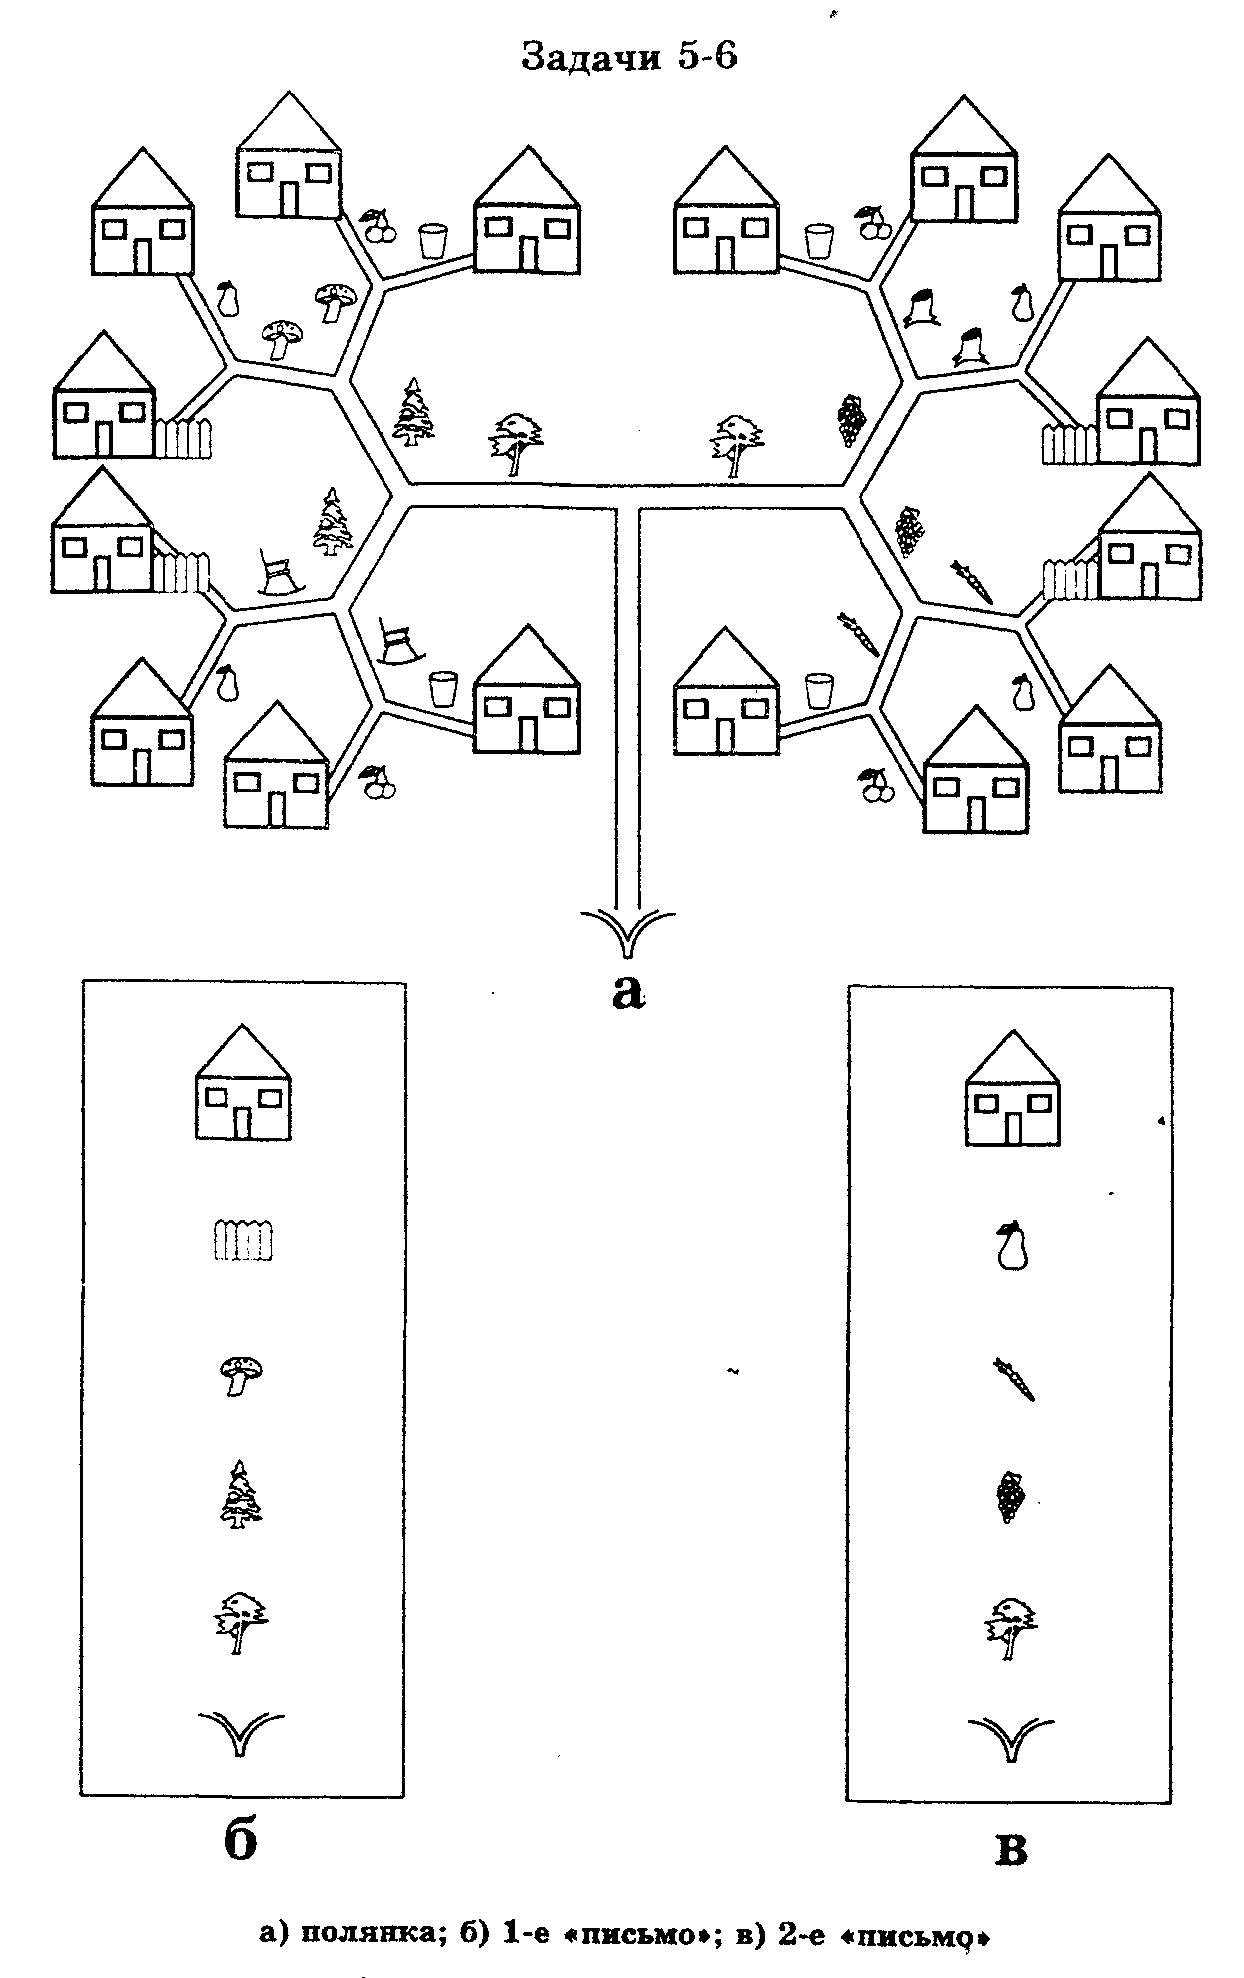 Задачи 5-6
а
б
в
а) полянка; б) 1-е «письмо»; в) 2-е «письмо»